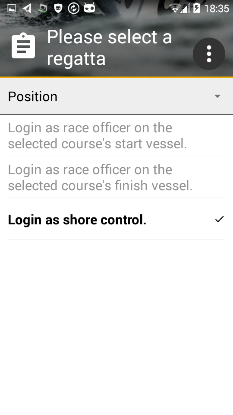 18:35
Please select a
regatta
Position
Login as race officer on the
selected course's start vessel.
Login as race officer on the
selected course's finish vessel.
Login as shore control.